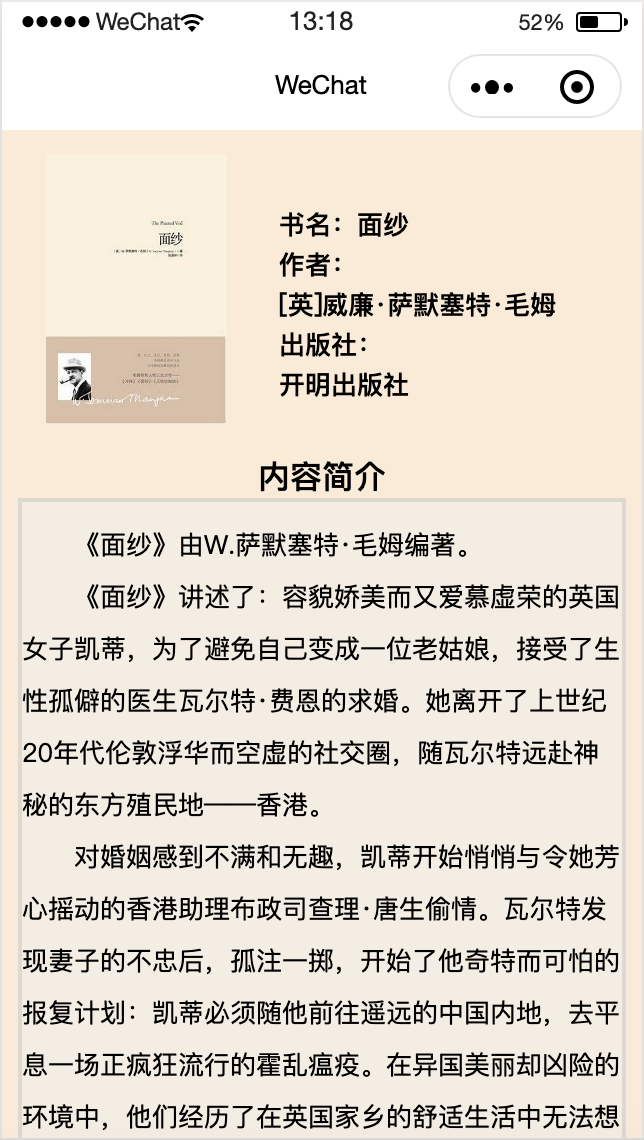 WeChat
13:18
52%
WeChat
The Painted Veil
面纱
书名：面纱
作者：
[英]威廉·萨默塞特·毛姆
出版社：
开明出版社
W. Somerset Maugham
内容简介
《面纱》由W.萨默塞特·毛姆编著。
《面纱》讲述了：容貌娇美而又爱慕虚荣的英国
女子凯蒂，为了避免自己变成一位老姑娘，接受了生
性孤僻的医生瓦尔特·费恩的求婚。她离开了上世纪
20年代伦敦浮华而空虚的社交圈，随瓦尔特远赴神
秘的东方殖民地——香港。
对婚姻感到不满和无趣，凯蒂开始悄悄与令她芳
心摇动的香港助理布政司查理·唐生偷情。瓦尔特发
现妻子的不忠后，孤注一掷，开始了他奇特而可怕的
报复计划：凯蒂必须随他前往遥远的中国内地，去平
息一场正疯狂流行的霍乱瘟疫。在异国美丽却凶险的
环境中，他们经历了在英国家乡的舒适生活中无法想